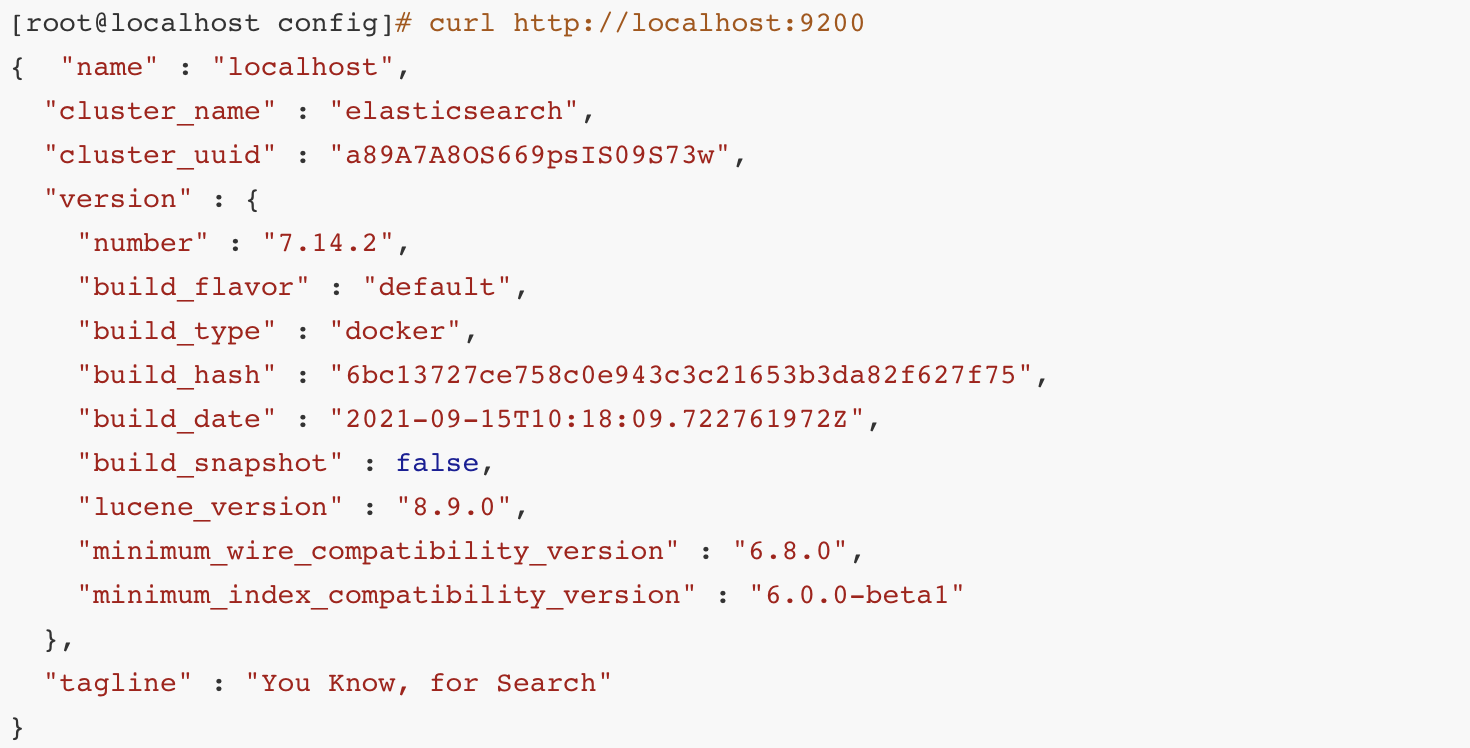 [root@localhost config]# curl http://localhost:9200
{  "name" : "localhost",
  "cluster_name" : "elasticsearch",
  "cluster_uuid" : "a89A7A8OS669psIS09S73w",
  "version" : {
    "number" : "7.14.2",
    "build_flavor" : "default",
    "build_type" : "docker",
    "build_hash" : "6bc13727ce758c0e943c3c21653b3da82f627f75",
    "build_date" : "2021-09-15T10:18:09.722761972Z",
    "build_snapshot" : false,
    "lucene_version" : "8.9.0",
    "minimum_wire_compatibility_version" : "6.8.0",
    "minimum_index_compatibility_version" : "6.0.0-beta1"
  },
  "tagline" : "You Know, for Search"
}